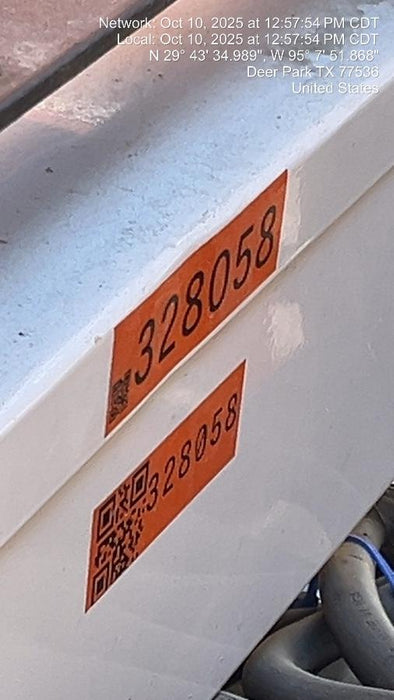 Network: Oct 10, 2025 at 12:57:54 PM CDT
Local: Oct 10, 2025 at 12:57:54 PM CDT
N 29° 43' 34.989", W 95° 7' 51.868"
Deer Park TX 77536
United States
328058
328058